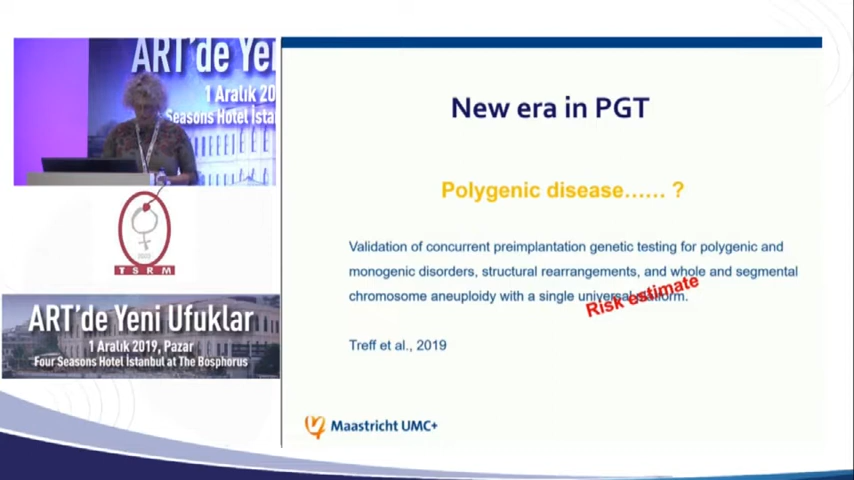 ART'de Yeni
1 Aralık 20
Seasons Hotel İsta
TSRM
ART'de Yeni Ufuklar
1 Aralık 2019, Pazar
Four Seasons Hotel İstanbul at The Bosphorus
New era in PGT
Polygenic disease…… ?
Validation of concurrent preimplantation genetic testing for polygenic and
monogenic disorders, structural rearrangements, and whole and segmental
chromosome aneuploidy with a single universal platform.
Risk estimate
Treff et al., 2019
Maastricht UMC+